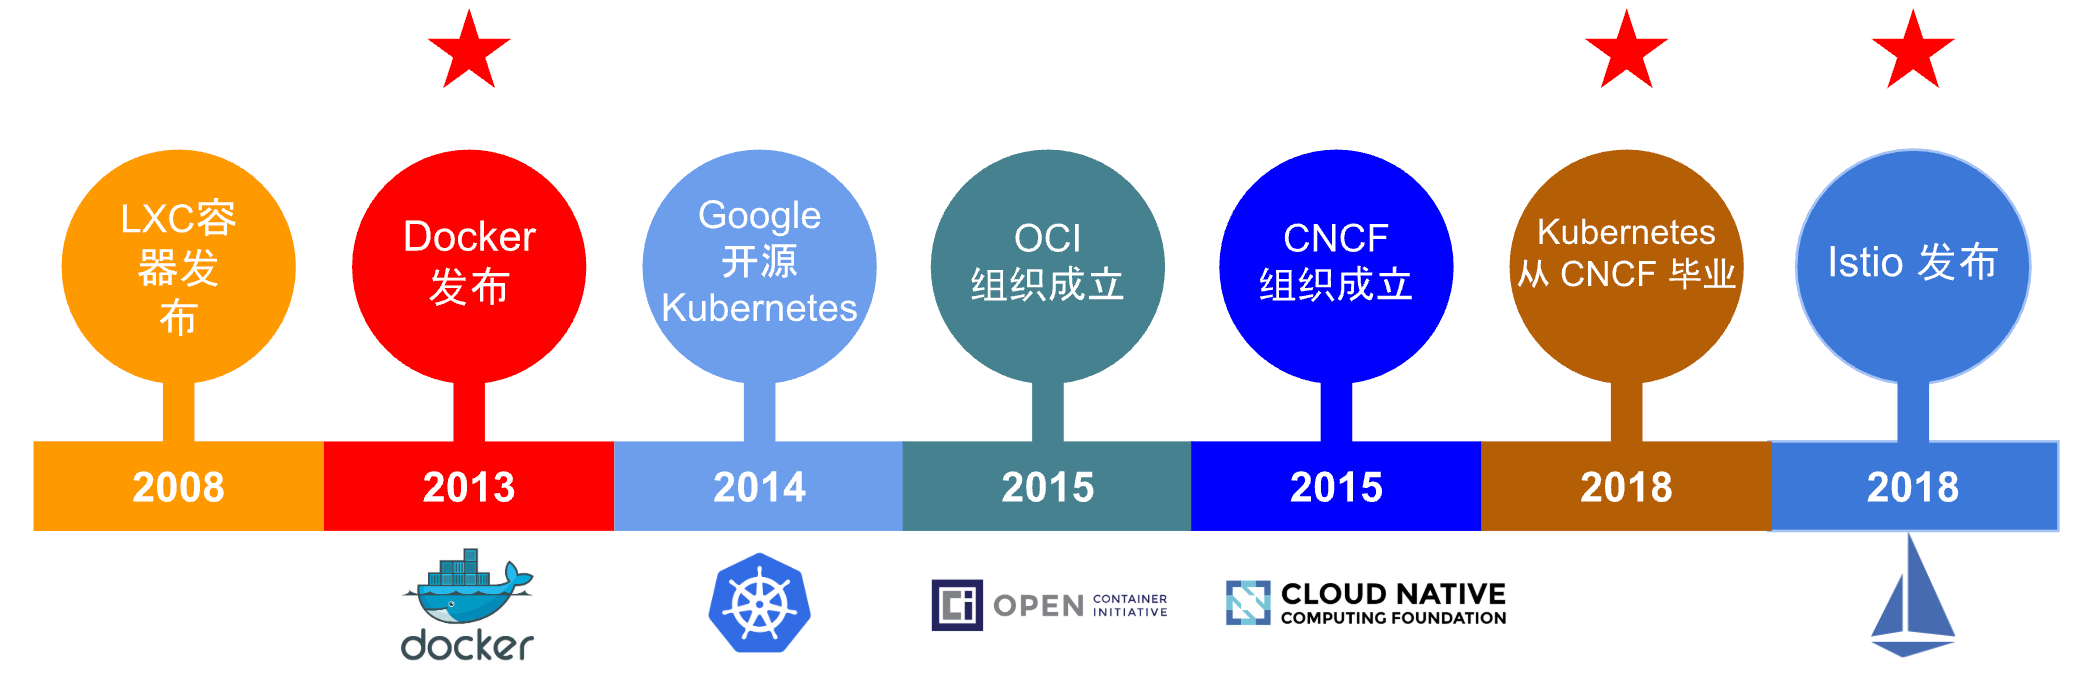 LXC容
器发
布
Docker
发布
Google
开源
Kubernetes
OCI
组织成立
CNCF
组织成立
Kubernetes
从 CNCF 毕业
Istio 发布
2008
2013
2014
2015
2015
2018
2018
docker
OPEN CONTAINER
INITIATIVE
CLOUD NATIVE
COMPUTING FOUNDATION